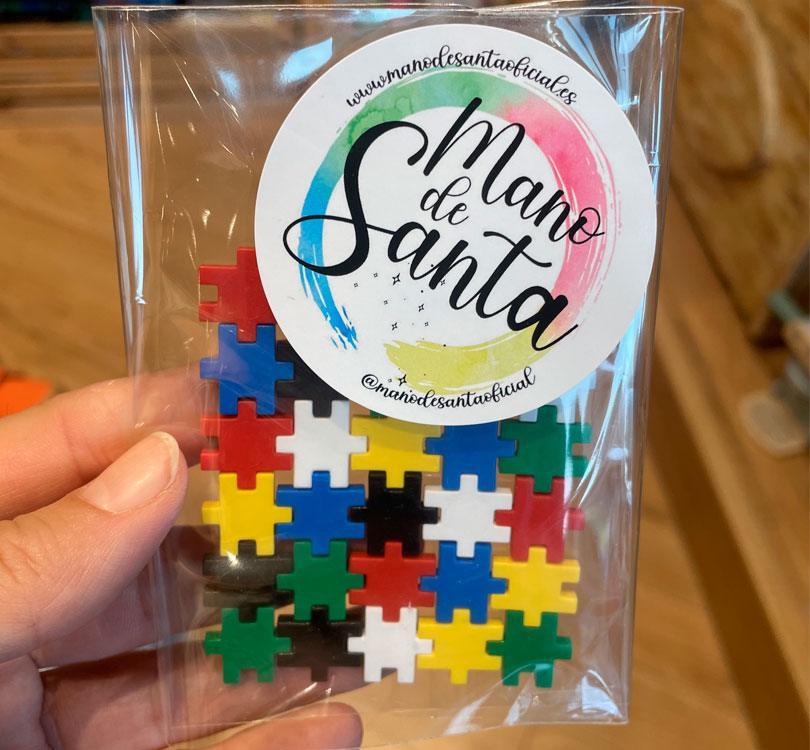 www.manodesantaoficial.es
Mano
de
Santa
@manodesantaoficial